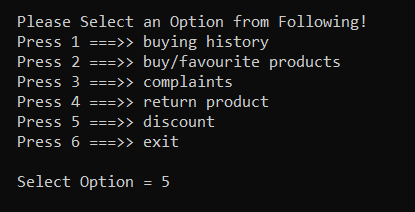 Please Select an Option from Following!
Press 1 ===>> buying history
Press 2 ===>> buy/favourite products
Press 3 ===>> complaints
Press 4 ===>> return product
Press 5 ===>> discount
Press 6 ===>> exit
Select Option = 5